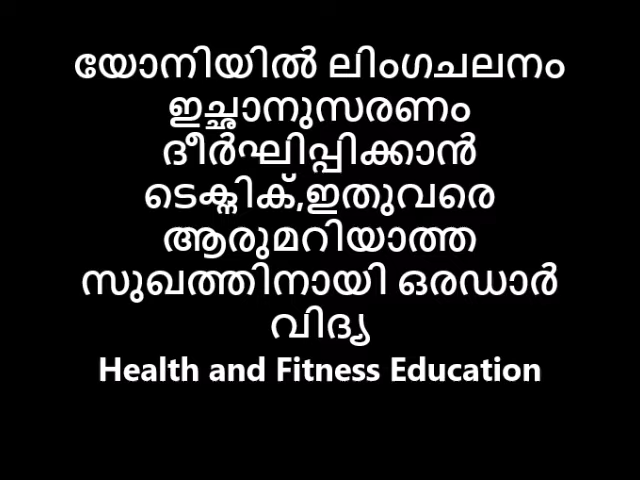 യോനിയിൽ ലിംഗചലനം
ഇച്ഛാനുസരണം
ദീർഘിപ്പിക്കാൻ
ടെക്നിക്,ഇതുവരെ
ആരുമറിയാത്ത
സുഖത്തിനായി ഒരഡാർ
വിദ്യ
Health and Fitness Education